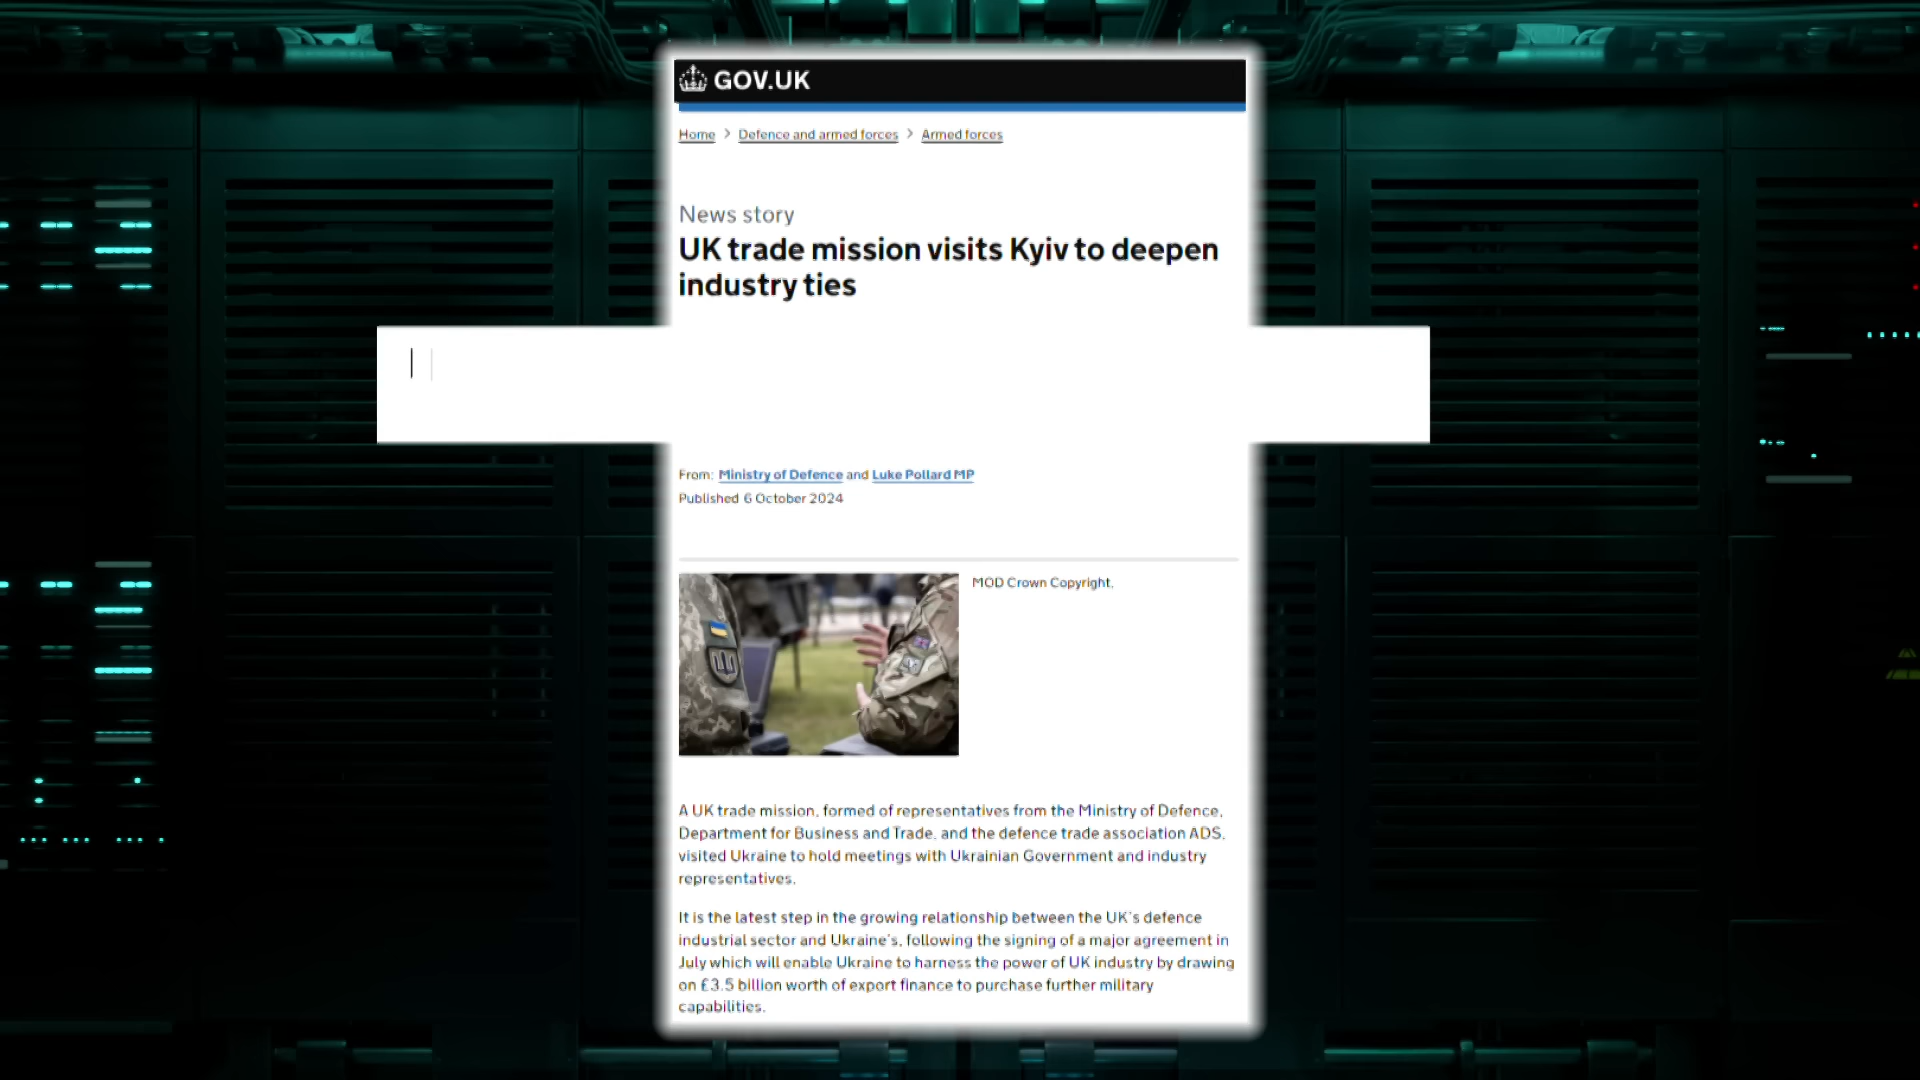 GOV.UK
Home > Defence and armed forces > Armed forces
News story
UK trade mission visits Kyiv to deepen
industry ties
From: Ministry of Defence and Luke Pollard MP
Published 6 October 2024
MOD Crown Copyright.
A UK trade mission, formed of representatives from the Ministry of Defence,
Department for Business and Trade, and the defence trade association ADS,
visited Ukraine to hold meetings with Ukrainian Government and industry
representatives.
It is the latest step in the growing relationship between the UK's defence
industrial sector and Ukraine's, following the signing of a major agreement in
July which will enable Ukraine to harness the power of UK industry by drawing
on £3.5 billion worth of export finance to purchase further military
capabilities.